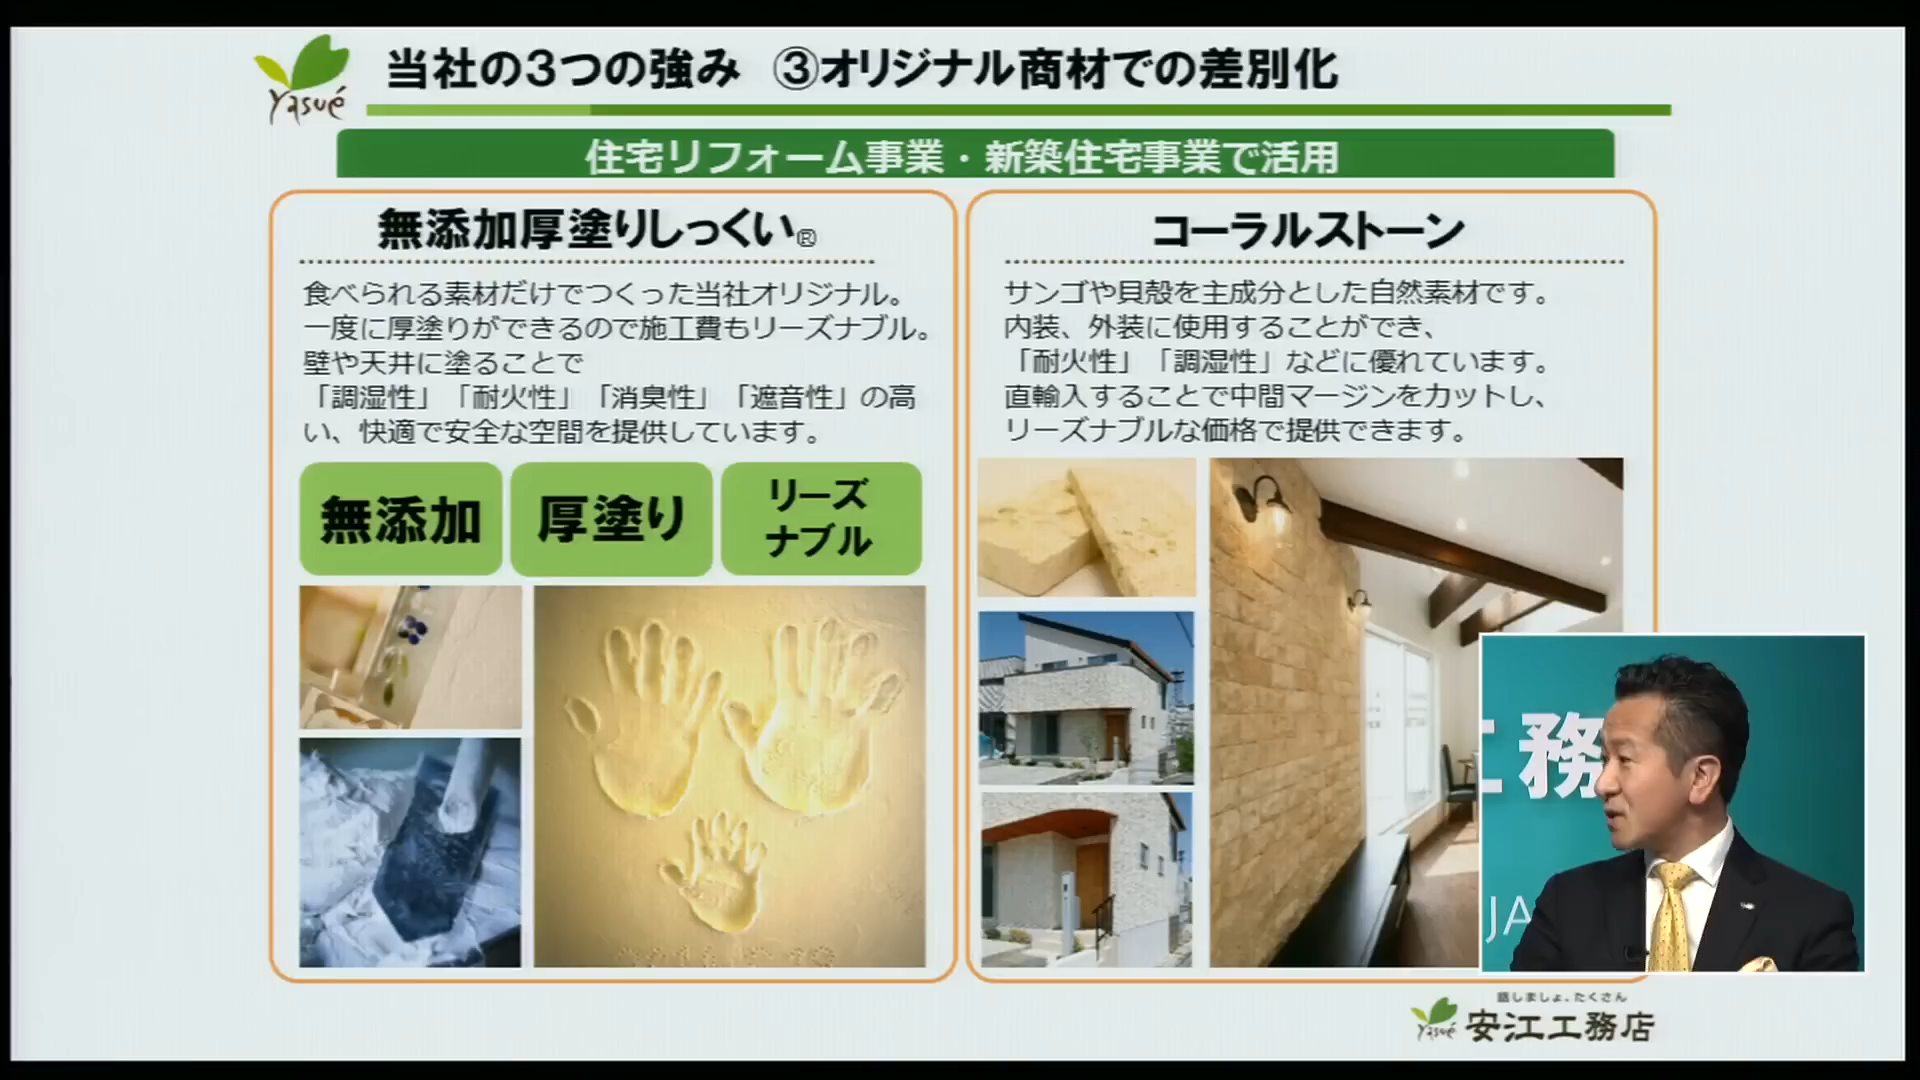 Yasué
当社の3つの強み ③オリジナル商材での差別化
住宅リフォーム事業・新築住宅事業で活用
無添加厚塗りしっくい®
食べられる素材だけでつくった当社オリジナル。
一度に厚塗りができるので施工費もリーズナブル。
壁や天井に塗ることで
「調湿性」「耐火性」「消臭性」「遮音性」の高
い、快適で安全な空間を提供しています。
無添加
厚塗り
リーズ
ナブル
コーラルストーン
サンゴや貝殻を主成分とした自然素材です。
内装、外装に使用することができ、
「耐火性」「調湿性」などに優れています。
直輸入することで中間マージンをカットし、
リーズナブルな価格で提供できます。
工務
JA
話しましょ、たくさん
Yasué 安江工務店